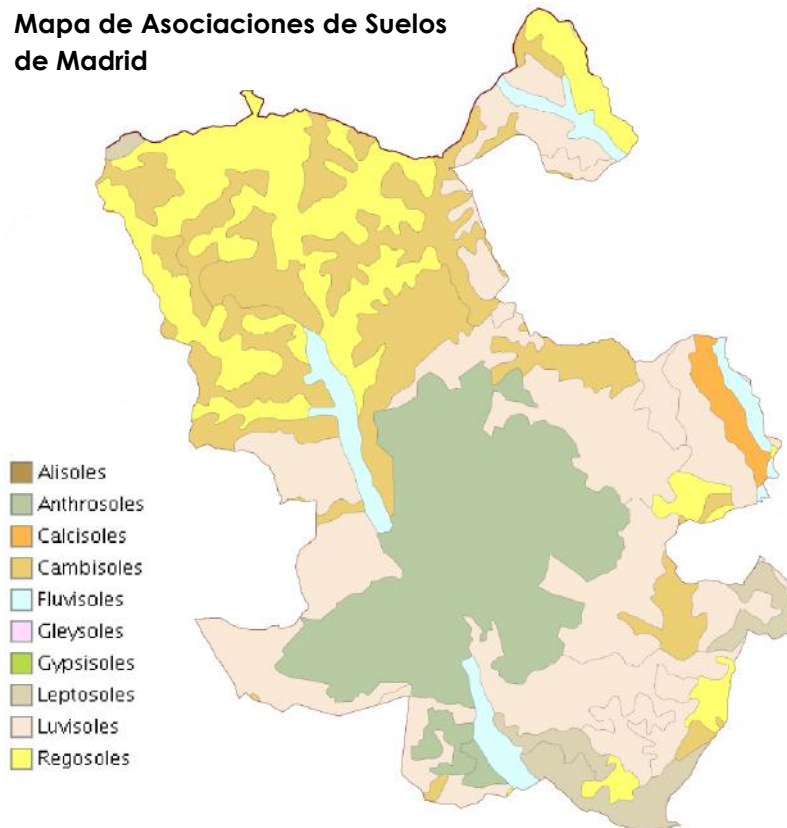 Mapa de Asociaciones de Suelos
de Madrid
Alisoles
Anthrosoles
Calcisoles
Cambisoles
Fluvisoles
Gleysoles
Gypsisoles
Leptosoles
Luvisoles
Regosoles